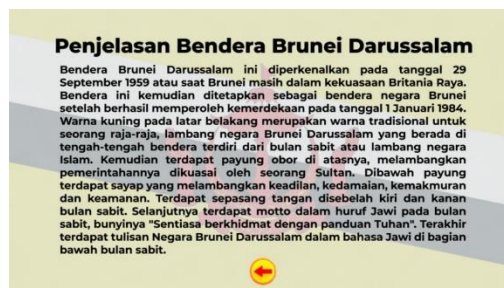 Penjelasan Bendera Brunei Darussalam
Bendera Brunei Darussalam ini diperkenalkan pada tanggal 29
September 1959 atau saat Brunei masih dalam kekuasaan Britania Raya.
Bendera ini kemudian ditetapkan sebagai bendera negara Brunei
setelah berhasil memperoleh kemerdekaan pada tanggal 1 Januari 1984.
Warna kuning pada latar belakang merupakan warna tradisional untuk
seorang raja-raja, lambang negara Brunei Darussalam yang berada di
tengah-tengah bendera terdiri dari bulan sabit atau lambang negara
Islam. Kemudian terdapat payung obor di atasnya, melambangkan
pemerintahannya dikuasai oleh seorang Sultan. Dibawah payung
terdapat sayap yang melambangkan keadilan, kedamaian, kemakmuran
dan keamanan. Terdapat sepasang tangan disebelah kiri dan kanan
bulan sabit. Selanjutnya terdapat motto dalam huruf Jawi pada bulan
sabit, bunyinya "Sentiasa berkhidmat dengan panduan Tuhan". Terakhir
terdapat tulisan Negara Brunei Darussalam dalam bahasa Jawi di bagian
bawah bulan sabit.